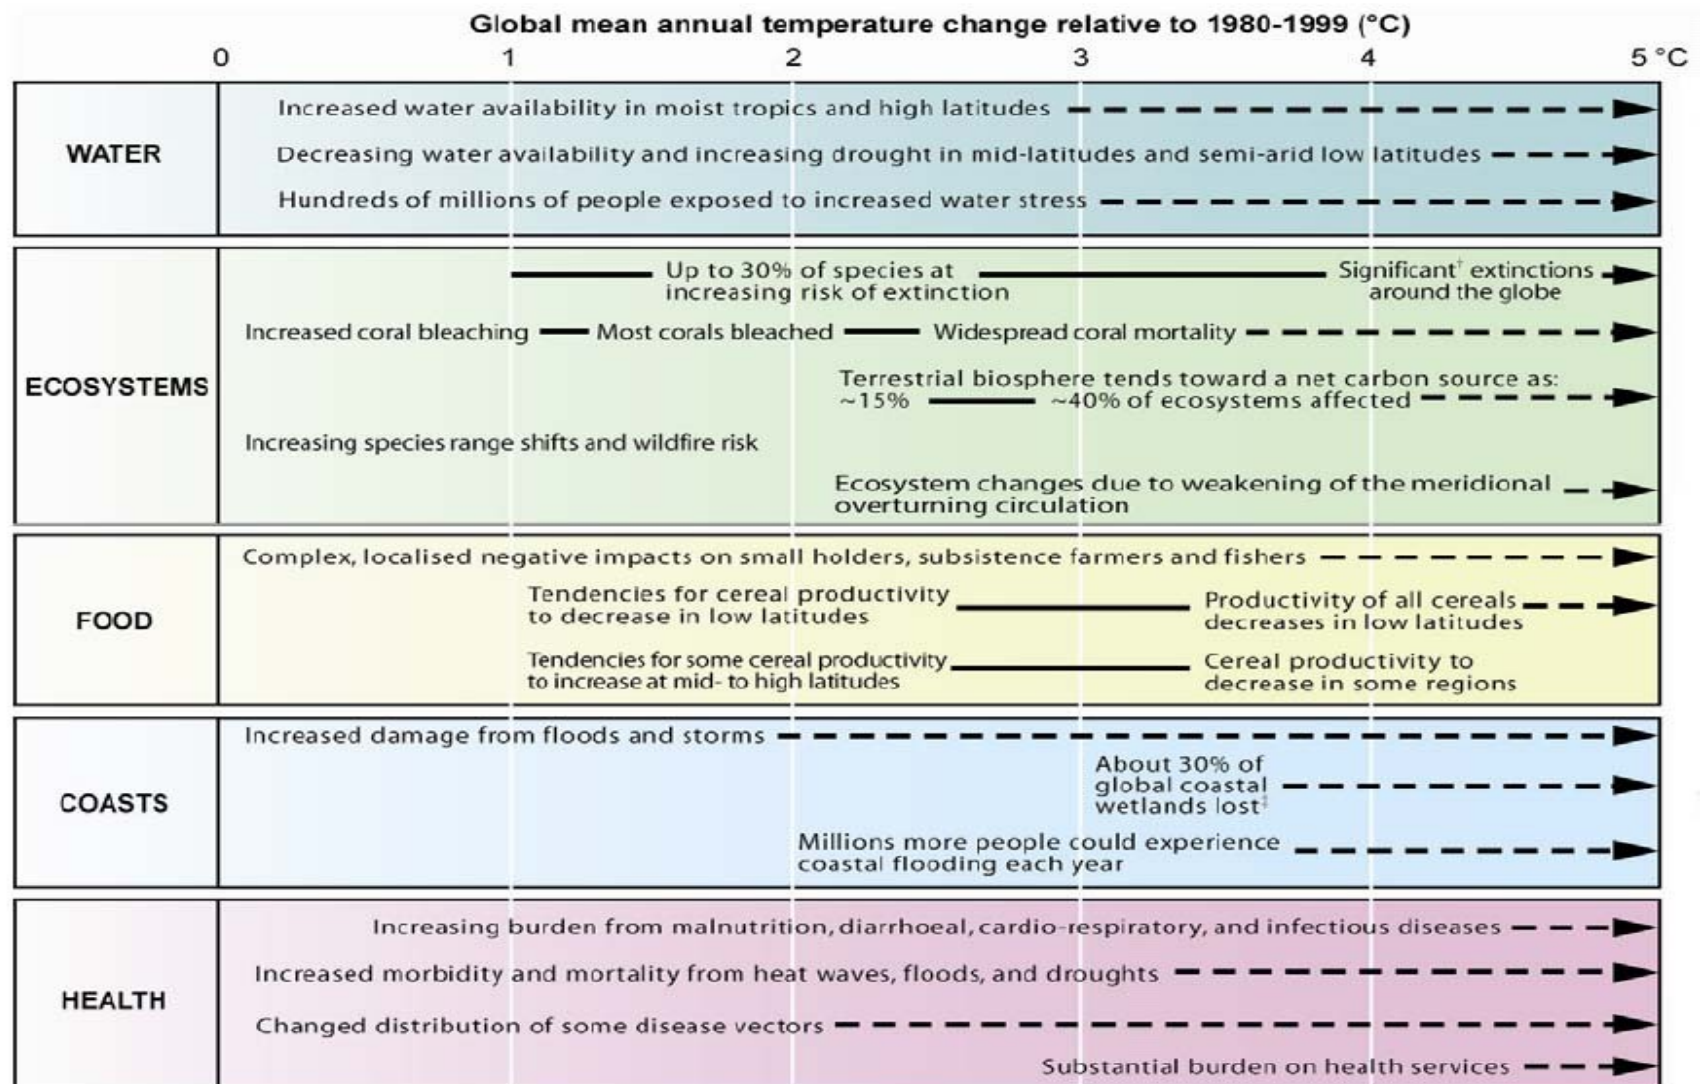 Global mean annual temperature change relative to 1980-1999 (°C)
0 1 2 3 4 5 °C
WATER
Increased water availability in moist tropics and high latitudes
Decreasing water availability and increasing drought in mid-latitudes and semi-arid low latitudes
Hundreds of millions of people exposed to increased water stress
ECOSYSTEMS
Up to 30% of species at
increasing risk of extinction
Significant† extinctions
around the globe
Increased coral bleaching
Most corals bleached
Widespread coral mortality
Terrestrial biosphere tends toward a net carbon source as:
~15%
~40% of ecosystems affected
Increasing species range shifts and wildfire risk
Ecosystem changes due to weakening of the meridional
overturning circulation
FOOD
Complex, localised negative impacts on small holders, subsistence farmers and fishers
Tendencies for cereal productivity
to decrease in low latitudes
Productivity of all cereals
decreases in low latitudes
Tendencies for some cereal productivity
to increase at mid- to high latitudes
Cereal productivity to
decrease in some regions
COASTS
Increased damage from floods and storms
About 30% of
global coastal
wetlands lost‡
Millions more people could experience
coastal flooding each year
HEALTH
Increasing burden from malnutrition, diarrhoeal, cardio-respiratory, and infectious diseases
Increased morbidity and mortality from heat waves, floods, and droughts
Changed distribution of some disease vectors
Substantial burden on health services